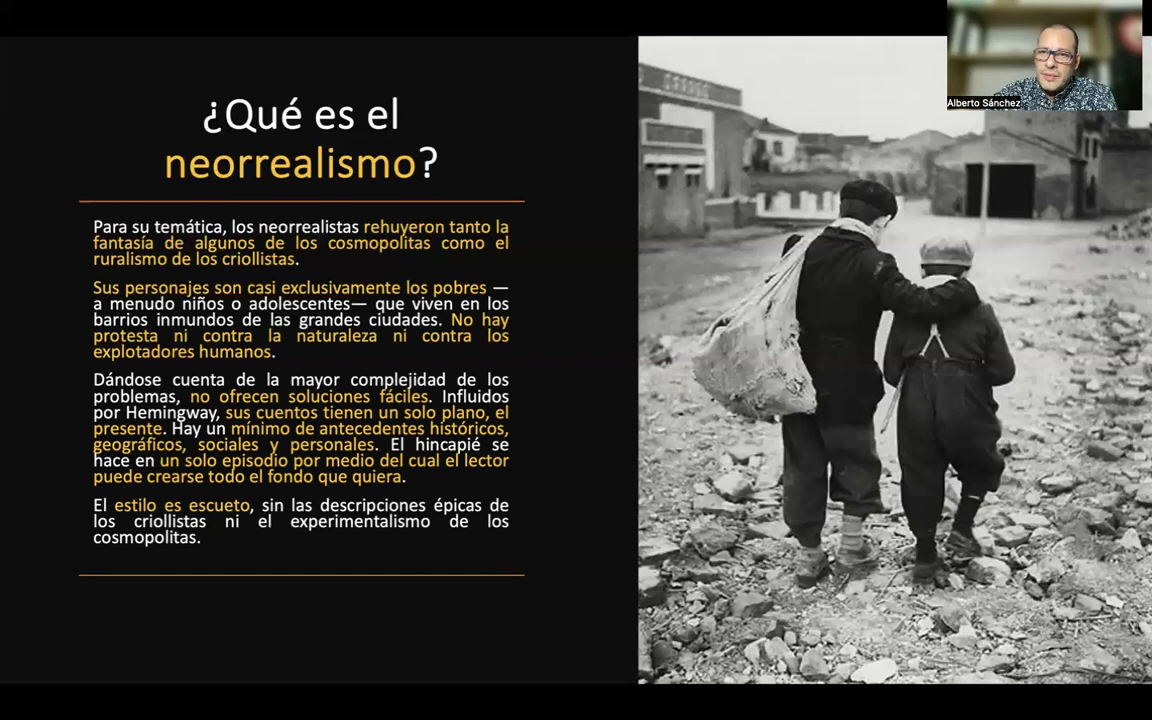 ¿Qué es el
neorrealismo?
Para su temática, los neorrealistas rehuyeron tanto la
fantasía de algunos de los cosmopolitas como el
ruralismo de los criollistas.
Sus personajes son casi exclusivamente los pobres —
a menudo niños o adolescentes— que viven en los
barrios inmundos de las grandes ciudades. No hay
protesta ni contra la naturaleza ni contra los
explotadores humanos.
Dándose cuenta de la mayor complejidad de los
problemas, no ofrecen soluciones fáciles. Influidos
por Hemingway, sus cuentos tienen un solo plano, el
presente. Hay un mínimo de antecedentes históricos,
geográficos, sociales y personales. El hincapié se
hace en un solo episodio por medio del cual el lector
puede crearse todo el fondo que quiera.
El estilo es escueto, sin las descripciones épicas de
los criollistas ni el experimentalismo de los
cosmopolitas.
Alberto Sánchez